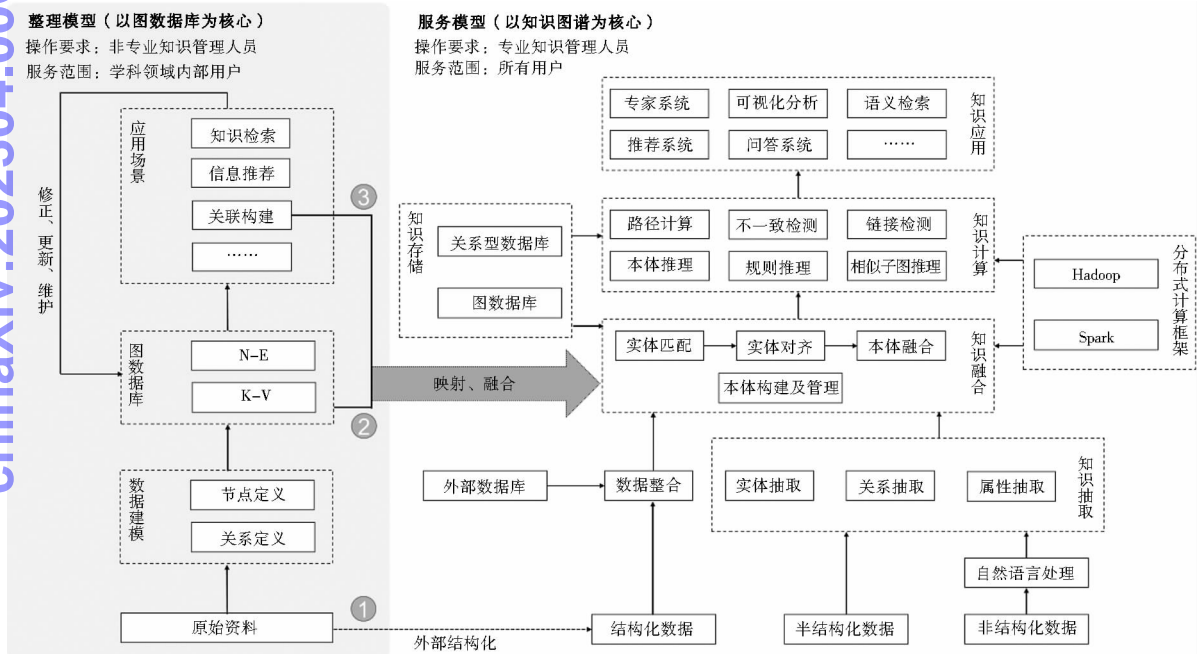 整理模型（以图数据库为核心）
操作要求：非专业知识管理人员
服务范围：学科领域内部用户
应用场景
知识检索
信息推荐
关联构建
……
修正、更新、维护
图数据库
N-E
K-V
数据建模
节点定义
关系定义
原始资料
①
②
③
映射、融合
外部结构化
服务模型（以知识图谱为核心）
操作要求：专业知识管理人员
服务范围：所有用户
知识应用
专家系统
可视化分析
语义检索
推荐系统
问答系统
……
知识存储
关系型数据库
图数据库
知识计算
路径计算
不一致检测
链接检测
本体推理
规则推理
相似子图推理
分布式计算框架
Hadoop
Spark
知识融合
实体匹配
实体对齐
本体融合
本体构建及管理
外部数据库
数据整合
知识抽取
实体抽取
关系抽取
属性抽取
自然语言处理
结构化数据
半结构化数据
非结构化数据